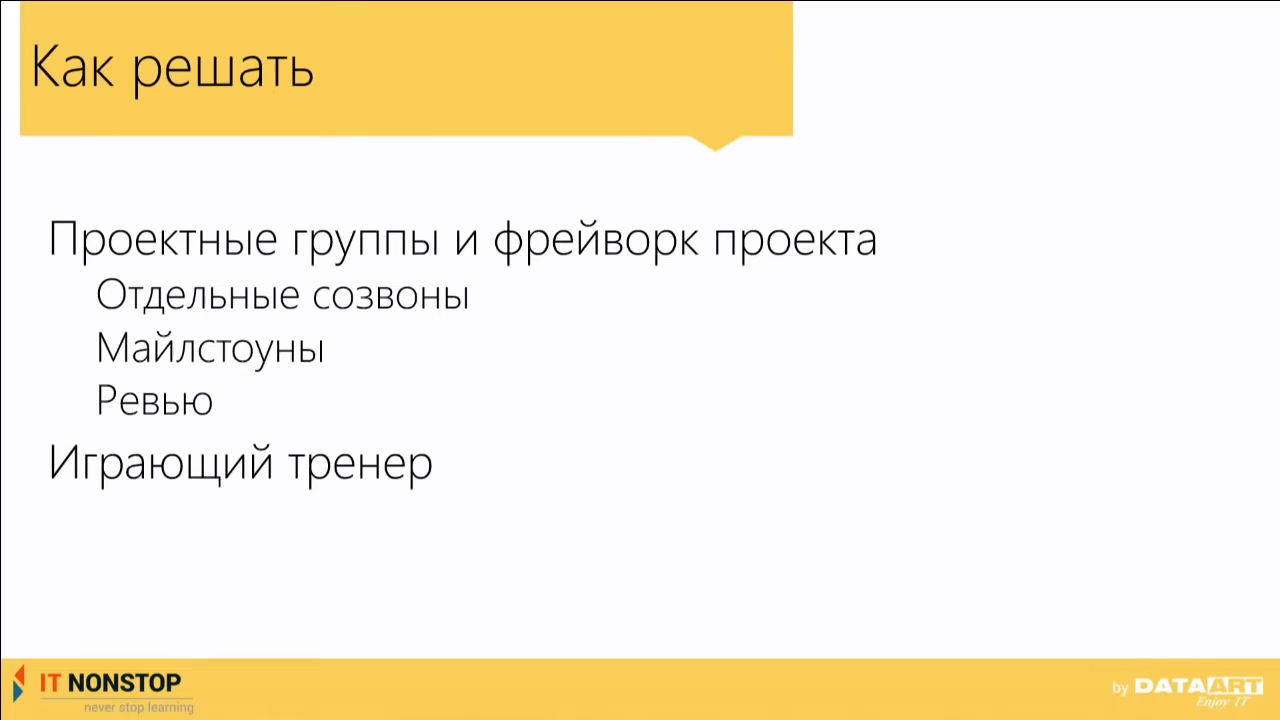 Как решать
Проектные группы и фрейворк проекта
Отдельные созвоны
Майлстоуны
Ревью
Играющий тренер
IT NONSTOP
never stop learning
by DATAART
Enjoy IT